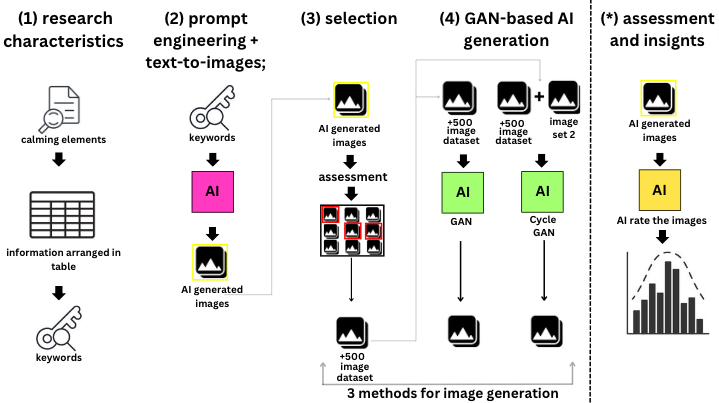 (1) research
characteristics
calming elements
information arranged in
table
keywords
(2) prompt
engineering +
text-to-images;
keywords
AI
AI generated
images
(3) selection
AI generated
images
assessment
+500
image
dataset
(4) GAN-based AI
generation
+500
image
dataset
+500
image
dataset
+
image
set 2
AI
GAN
AI
Cycle
GAN
3 methods for image generation
(*) assessment
and insignts
AI generated
images
AI
AI rate the images